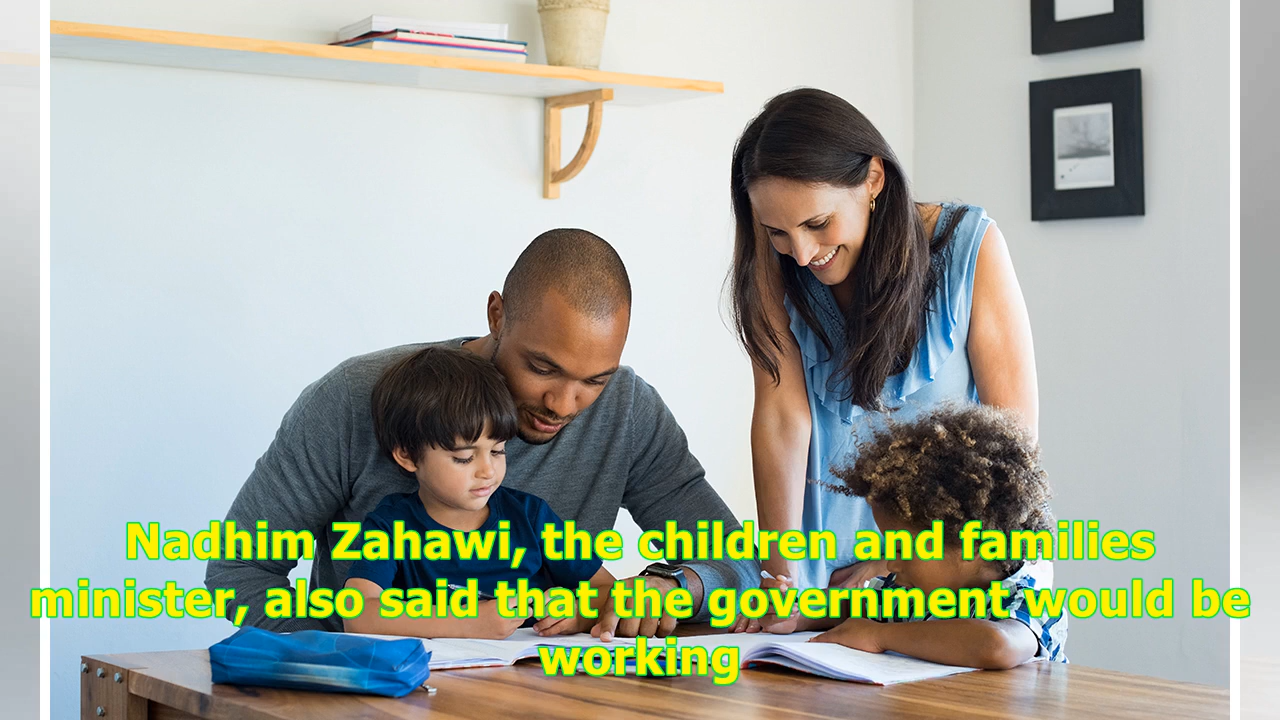 Nadhim Zahawi, the children and families
minister, also said that the government would be
working